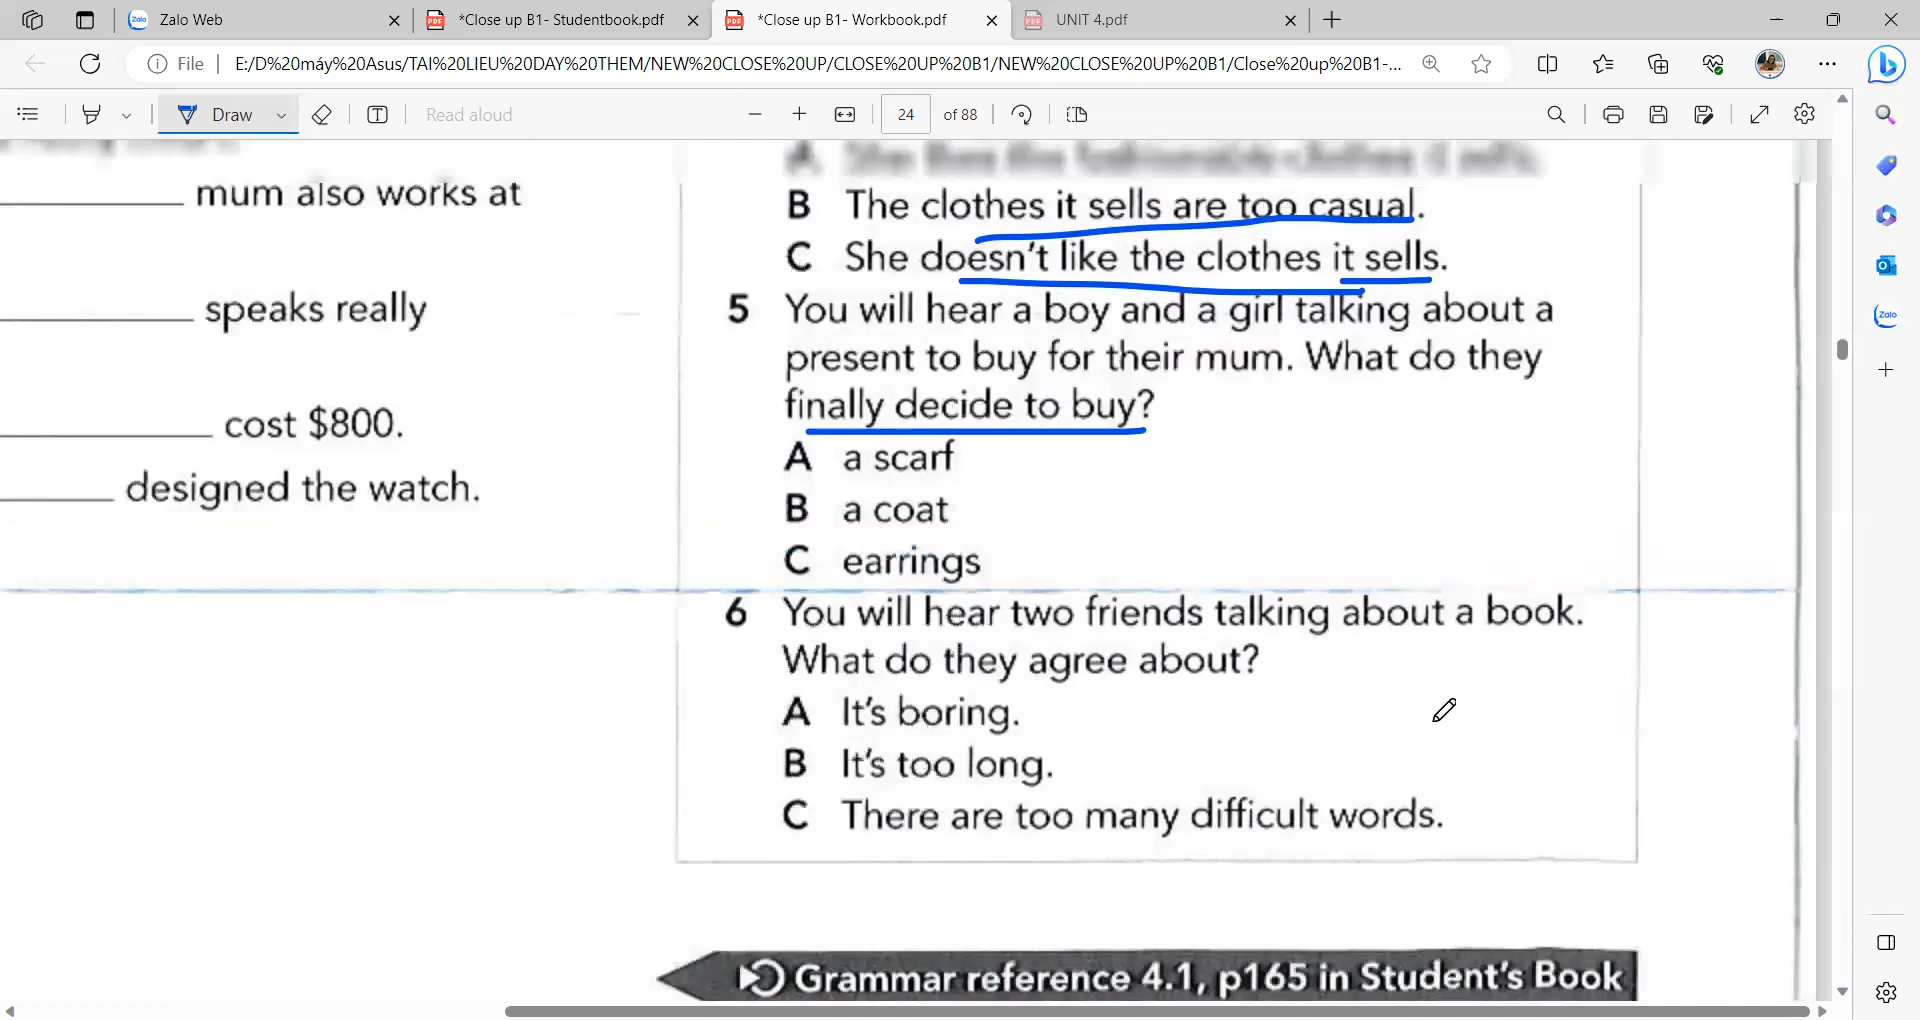 Zalo Web
*Close up B1- Studentbook.pdf
*Close up B1- Workbook.pdf
UNIT 4.pdf
File
E:/D%20máy%20Asus/TAI%20LIEU%20DAY%20THEM/NEW%20CLOSE%20UP/CLOSE%20UP%20B1/NEW%20CLOSE%20UP%20B1/Close%20up%20B1-...
Draw
Read aloud
24 of 88
mum also works at
speaks really
cost $800.
designed the watch.
B The clothes it sells are too casual.
C She doesn't like the clothes it sells.
5 You will hear a boy and a girl talking about a
present to buy for their mum. What do they
finally decide to buy?
A a scarf
B a coat
C earrings
6 You will hear two friends talking about a book.
What do they agree about?
A It's boring.
B It's too long.
C There are too many difficult words.
Grammar reference 4.1, p165 in Student's Book